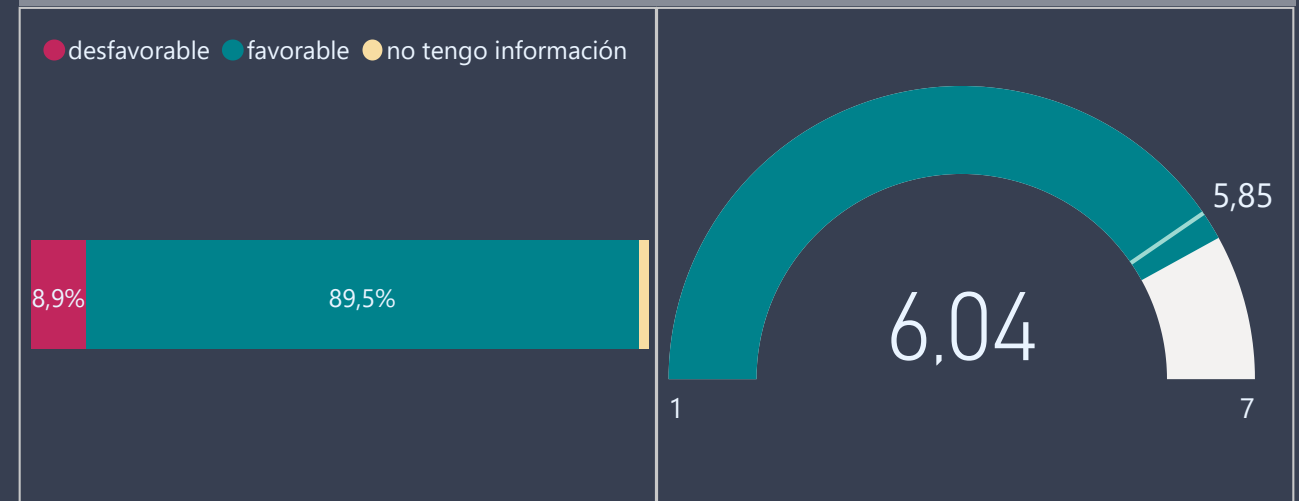 desfavorable favorable no tengo información
8,9% 89,5%
5,85
6,04
1 7